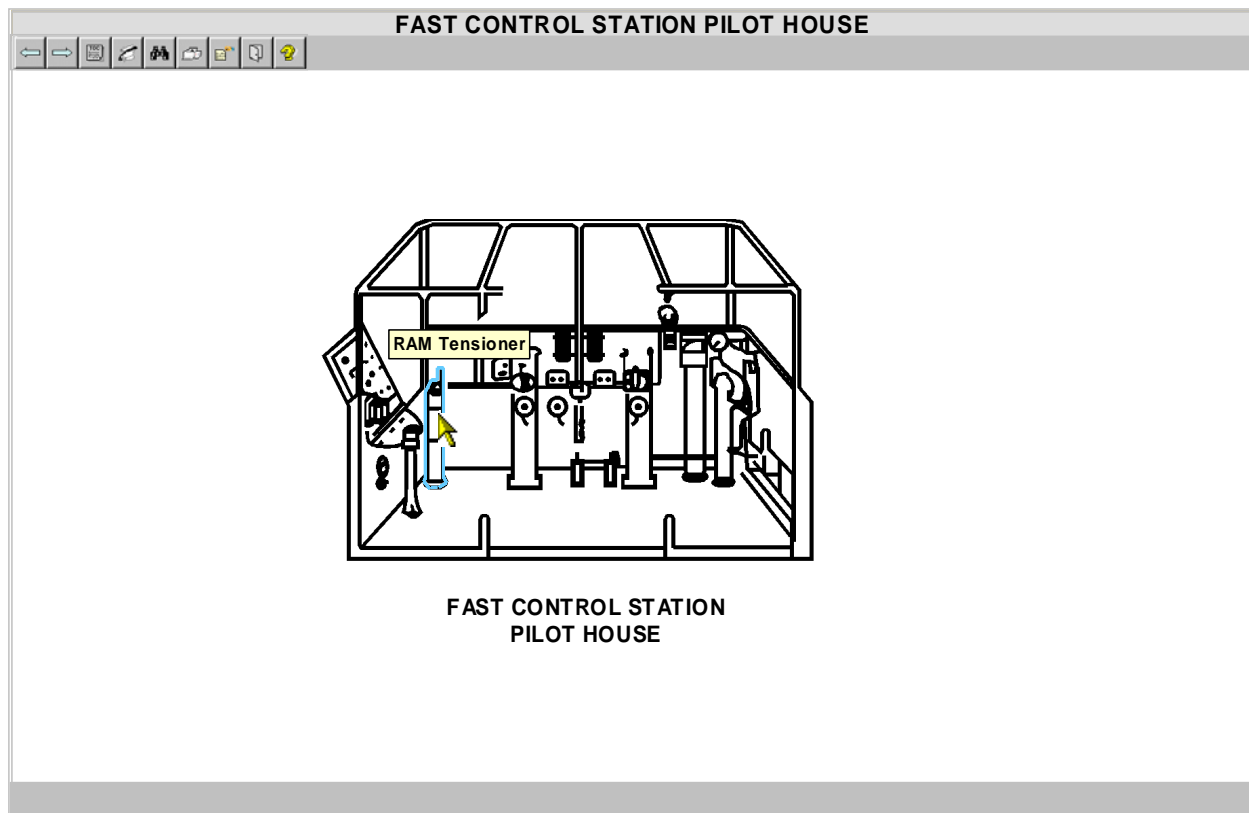 FAST CONTROL STATION PILOT HOUSE
RAM Tensioner
FAST CONTROL STATION
PILOT HOUSE